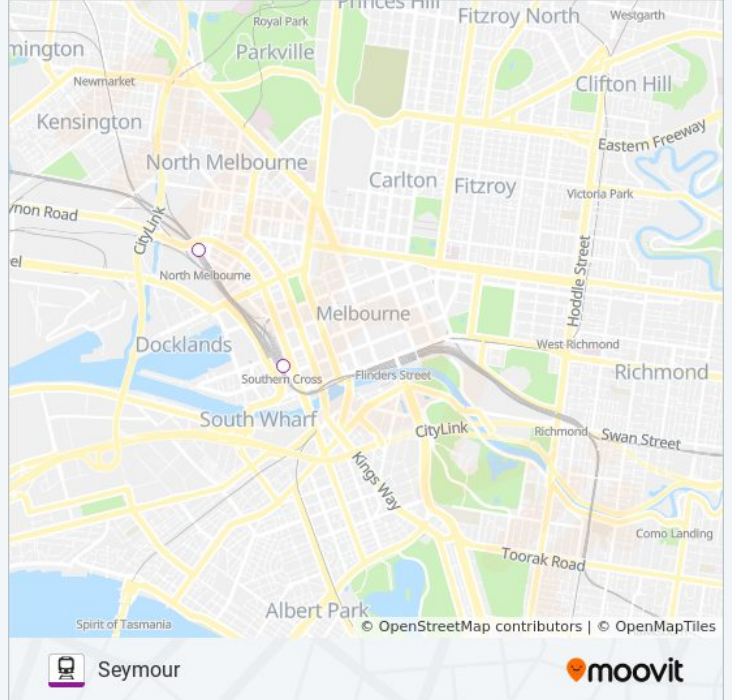 Princes Hill
Fitzroy North
Westgarth
Royal Park
mington
Parkville
Newmarket
Clifton Hill
Kensington
Eastern Freeway
North Melbourne
Carlton
Fitzroy
Victoria Park
ynon Road
CityLink
North Melbourne
el
Hoddle Street
Melbourne
Docklands
West Richmond
Southern Cross
Flinders Street
Richmond
South Wharf
CityLink
Richmond
Swan Street
Kings Way
Como Landing
Toorak Road
Albert Park
Spirit of Tasmania
© OpenStreetMap contributors | © OpenMapTiles
Seymour
moovit